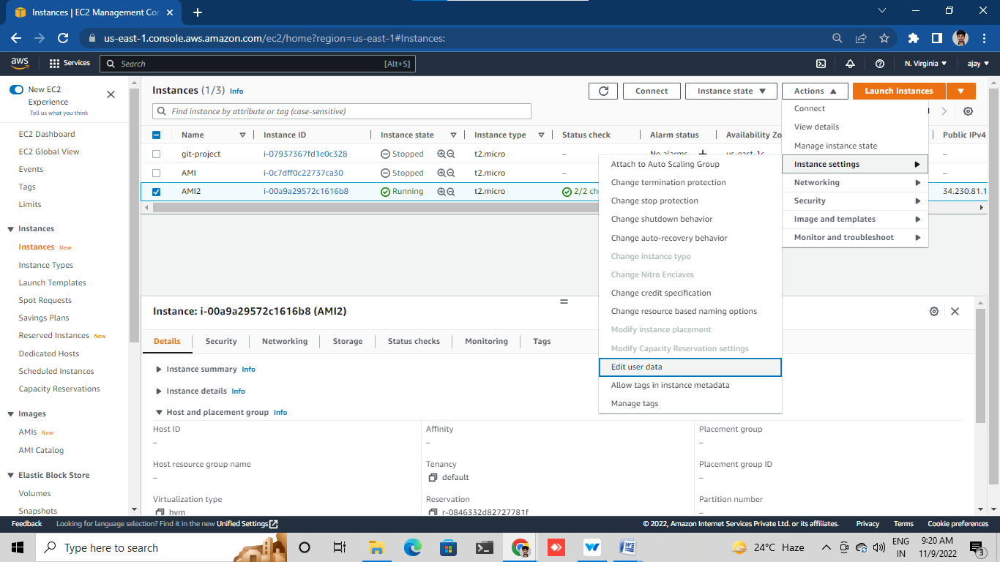 Instances | EC2 Management Con
us-east-1.console.aws.amazon.com/ec2/home?region=us-east-1#Instances:
aws
Services
Search
[Alt+S]
N. Virginia
ajay
New EC2
Experience
Tell us what you think
EC2 Dashboard
EC2 Global View
Events
Tags
Limits
Instances
Instances New
Instance Types
Launch Templates
Spot Requests
Savings Plans
Reserved Instances New
Dedicated Hosts
Scheduled Instances
Capacity Reservations
Images
AMIs New
AMI Catalog
Elastic Block Store
Volumes
Snapshots
Instances (1/3) Info
Connect
Instance state
Actions
Launch instances
Find instance by attribute or tag (case-sensitive)
Name
Instance ID
Instance state
Instance type
Status check
Alarm status
Availability Zo
Public IPv4
git-project i-07937367fd1e0c328 Stopped t2.micro – No alarms + us-east-1c –
AMI i-0c7dff0c22737ca30 Stopped t2.micro – –
AMI2 i-00a9a29572c1616b8 Running t2.micro 2/2 che 34.230.81.1
Connect
View details
Manage instance state
Instance settings
Networking
Security
Image and templates
Monitor and troubleshoot
Attach to Auto Scaling Group
Change termination protection
Change stop protection
Change shutdown behavior
Change auto-recovery behavior
Change instance type
Change Nitro Enclaves
Change credit specification
Change resource based naming options
Modify instance placement
Modify Capacity Reservation settings
Edit user data
Allow tags in instance metadata
Manage tags
Instance: i-00a9a29572c1616b8 (AMI2)
Details
Security
Networking
Storage
Status checks
Monitoring
Tags
Instance summary Info
Instance details Info
Host and placement group Info
Host ID
–
Affinity
–
Placement group
–
Host resource group name
–
Tenancy
default
Placement group ID
–
Virtualization type
hvm
Reservation
r-0846332d82727781f
Partition number
–
Feedback
Looking for language selection? Find it in the new Unified Settings
© 2022, Amazon Internet Services Private Ltd. or its affiliates.
Privacy
Terms
Cookie preferences
Type here to search
24°C Haze
ENG
IN
9:20 AM
11/9/2022
3